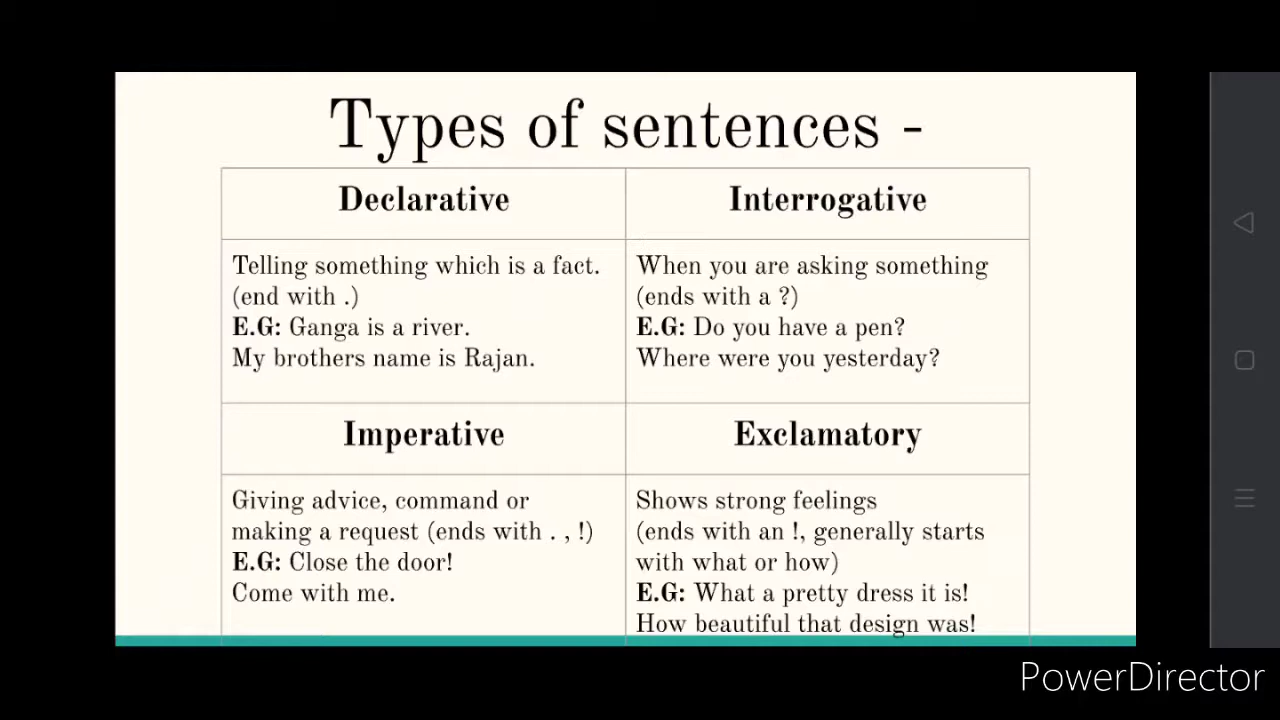 Types of sentences -
Declarative
Interrogative
Telling something which is a fact.
(end with .)
E.G: Ganga is a river.
My brothers name is Rajan.
When you are asking something
(ends with a ?)
E.G: Do you have a pen?
Where were you yesterday?
Imperative
Exclamatory
Giving advice, command or
making a request (ends with . , !)
E.G: Close the door!
Come with me.
Shows strong feelings
(ends with an !, generally starts
with what or how)
E.G: What a pretty dress it is!
How beautiful that design was!
PowerDirector